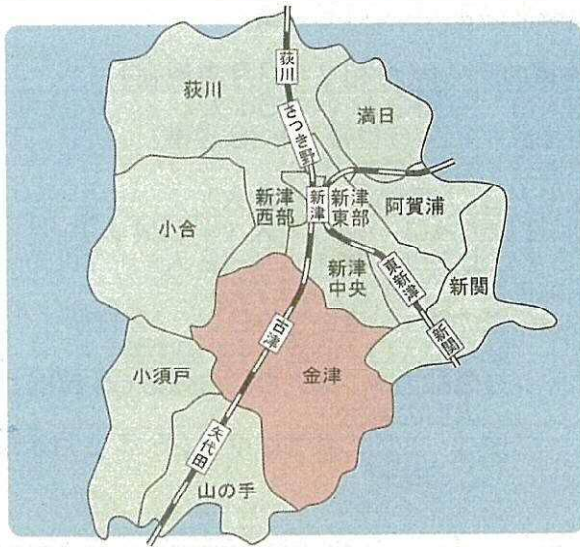 荻川
荻川
満日
さつき野
新津
西部
新津
新津
東部
阿賀浦
小合
新津
中央
東新津
新関
新関
古津
小須戸
金津
矢代田
山の手